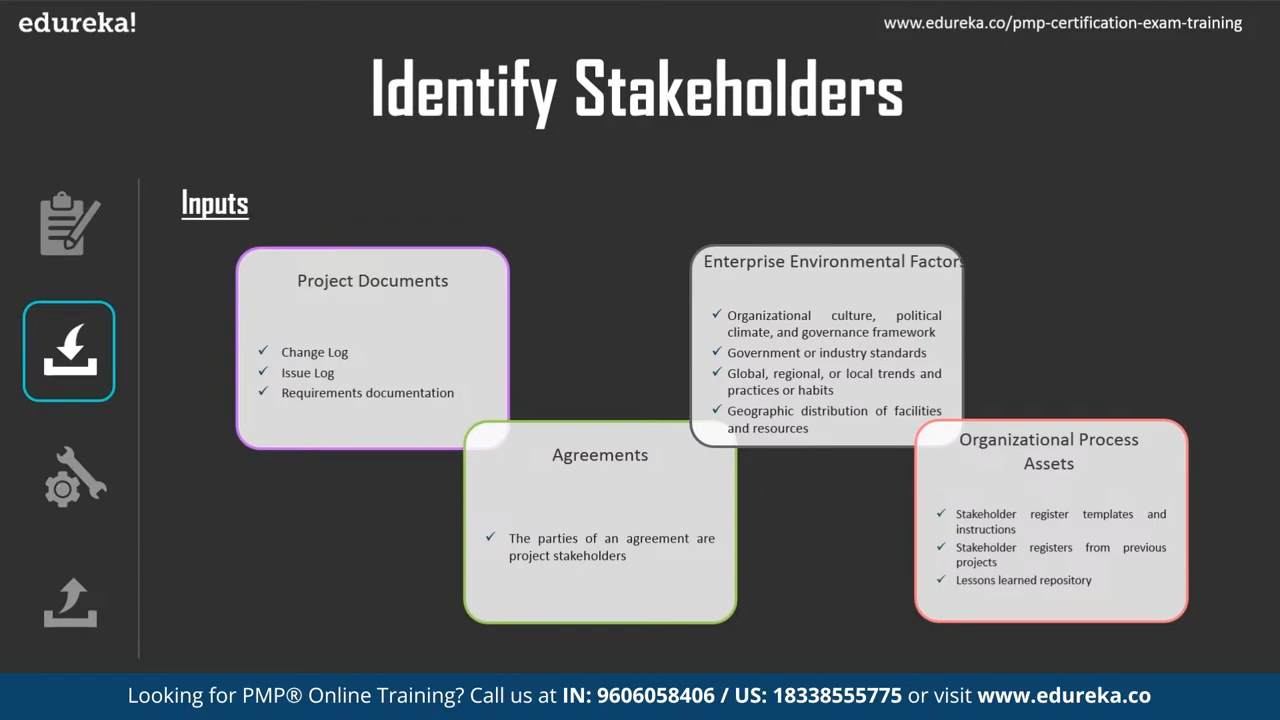 edureka!
www.edureka.co/pmp-certification-exam-training
Identify Stakeholders
Inputs
Project Documents
Change Log
Issue Log
Requirements documentation
Agreements
The parties of an agreement are
project stakeholders
Enterprise Environmental Factors
Organizational culture, political
climate, and governance framework
Government or industry standards
Global, regional, or local trends and
practices or habits
Geographic distribution of facilities
and resources
Organizational Process
Assets
Stakeholder register templates and
instructions
Stakeholder registers from previous
projects
Lessons learned repository
Looking for PMP® Online Training? Call us at IN: 9606058406 / US: 18338555775 or visit www.edureka.co